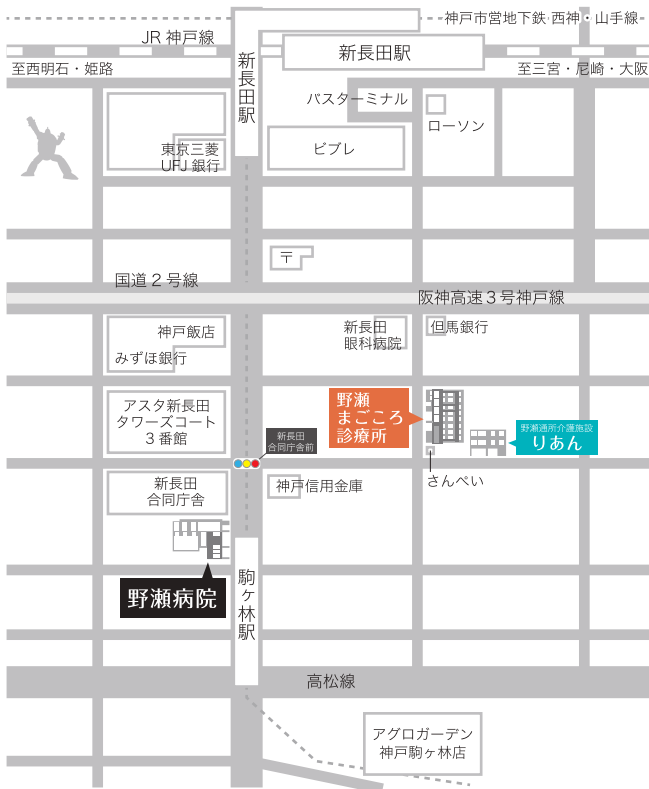 神戸市営地下鉄 西神・山手線
JR 神戸線
新長田駅
新長田駅
至西明石・姫路
至三宮・尼崎・大阪
バスターミナル
ローソン
東京三菱
UFJ 銀行
ビブレ
〒
国道２号線
阪神高速３号神戸線
神戸飯店
みずほ銀行
新長田
眼科病院
但馬銀行
アスタ新長田
タワーズコート
３番館
野瀬
まごころ
診療所
野瀬通所介護施設
りあん
新長田
合同庁舎前
さんぺい
新長田
合同庁舎
神戸信用金庫
野瀬病院
駒ヶ林駅
高松線
アグロガーデン
神戸駒ヶ林店